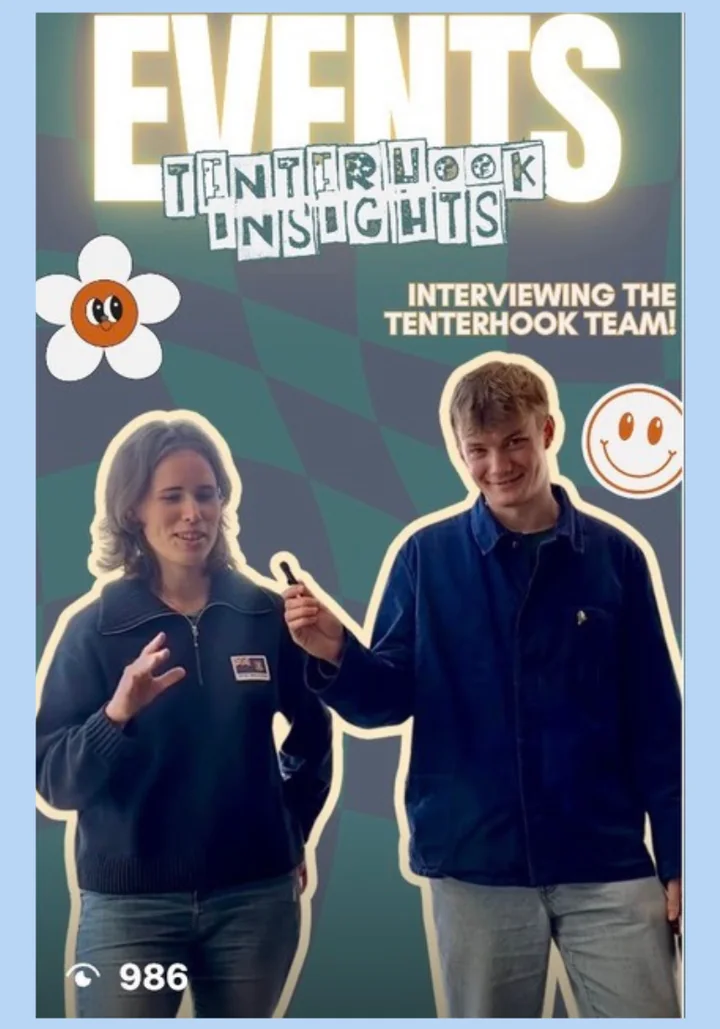 EVENTS
TENTERHOOK
INSIGHTS
INTERVIEWING THE
TENTERHOOK TEAM!
986